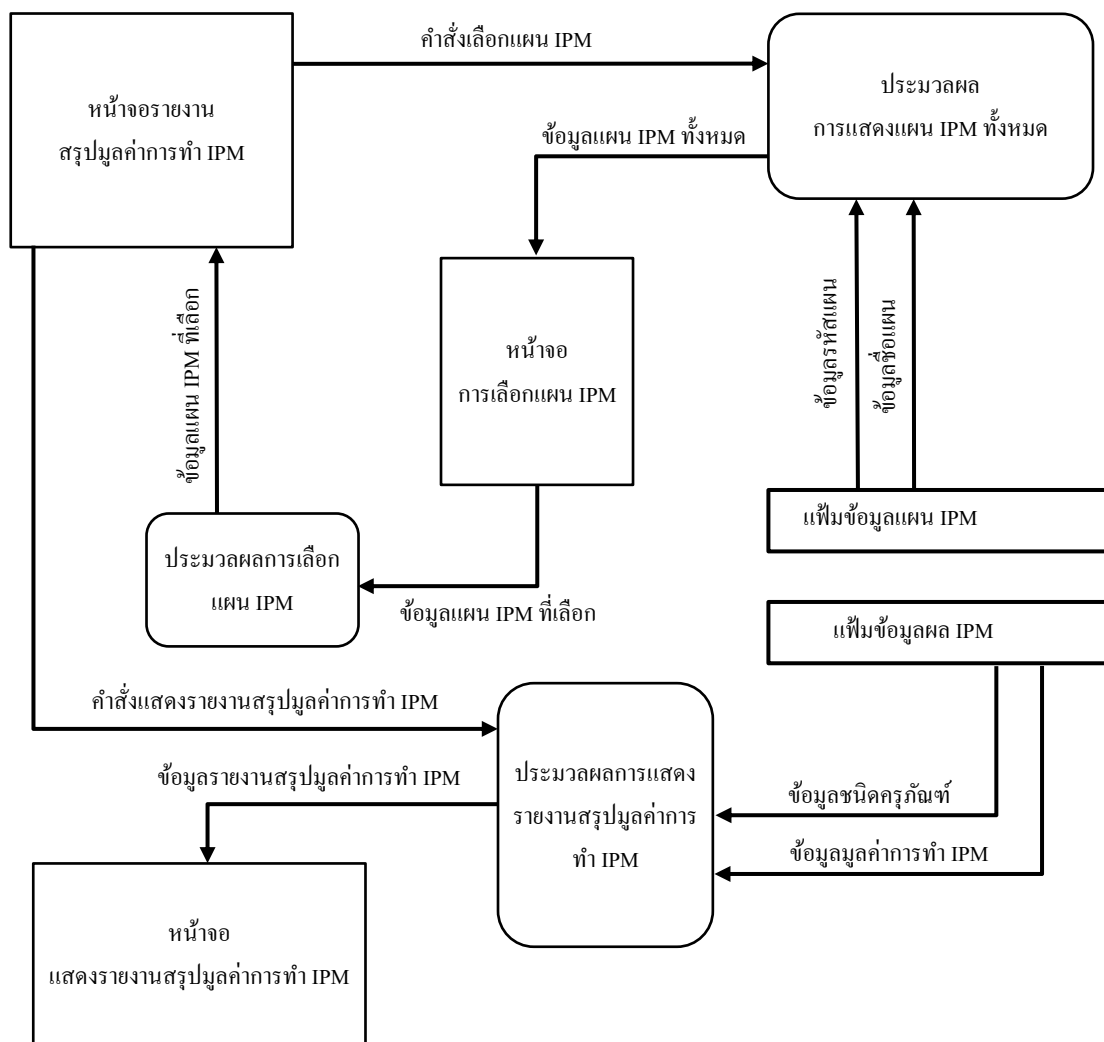 คำสั่งเลือกแผน IPM
หน้าจอรายงาน
สรุปมูลค่าการทำ IPM
ประมวลผล
การแสดงแผน IPM ทั้งหมด
ข้อมูลแผน IPM ทั้งหมด
ข้อมูลแผน IPM ที่เลือก
หน้าจอ
การเลือกแผน IPM
ข้อมูลรหัสแผน
ข้อมูลชื่อแผน
แฟ้มข้อมูลแผน IPM
ประมวลผลการเลือก
แผน IPM
ข้อมูลแผน IPM ที่เลือก
แฟ้มข้อมูลผล IPM
คำสั่งแสดงรายงานสรุปมูลค่าการทำ IPM
ข้อมูลรายงานสรุปมูลค่าการทำ IPM
ประมวลผลการแสดง
รายงานสรุปมูลค่าการ
ทำ IPM
ข้อมูลชนิดครุภัณฑ์
ข้อมูลมูลค่าการทำ IPM
หน้าจอ
แสดงรายงานสรุปมูลค่าการทำ IPM